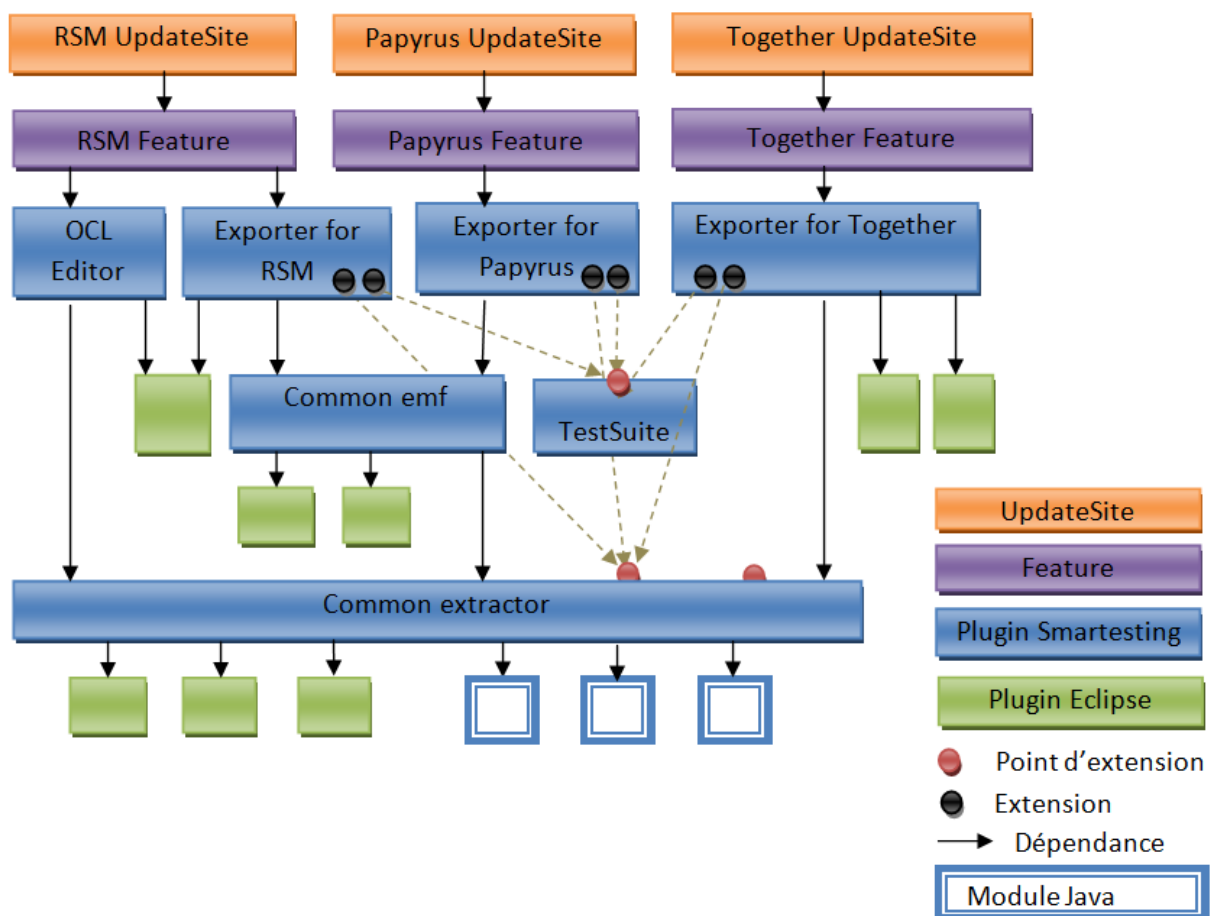 RSM UpdateSite
Papyrus UpdateSite
Together UpdateSite
RSM Feature
Papyrus Feature
Together Feature
OCL
Editor
Exporter for
RSM
Exporter for
Papyrus
Exporter for Together
Common emf
TestSuite
Common extractor
UpdateSite
Feature
Plugin Smartesting
Plugin Eclipse
Point d’extension
Extension
Dépendance
Module Java